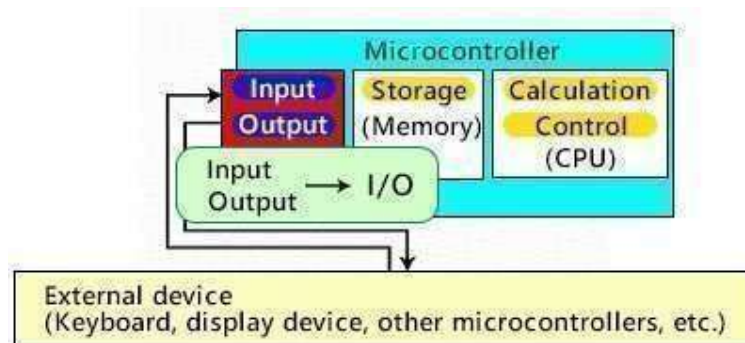 Microcontroller
Input
Output
Storage
(Memory)
Calculation
Control
(CPU)
Input
Output
I/O
External device
(Keyboard, display device, other microcontrollers, etc.)